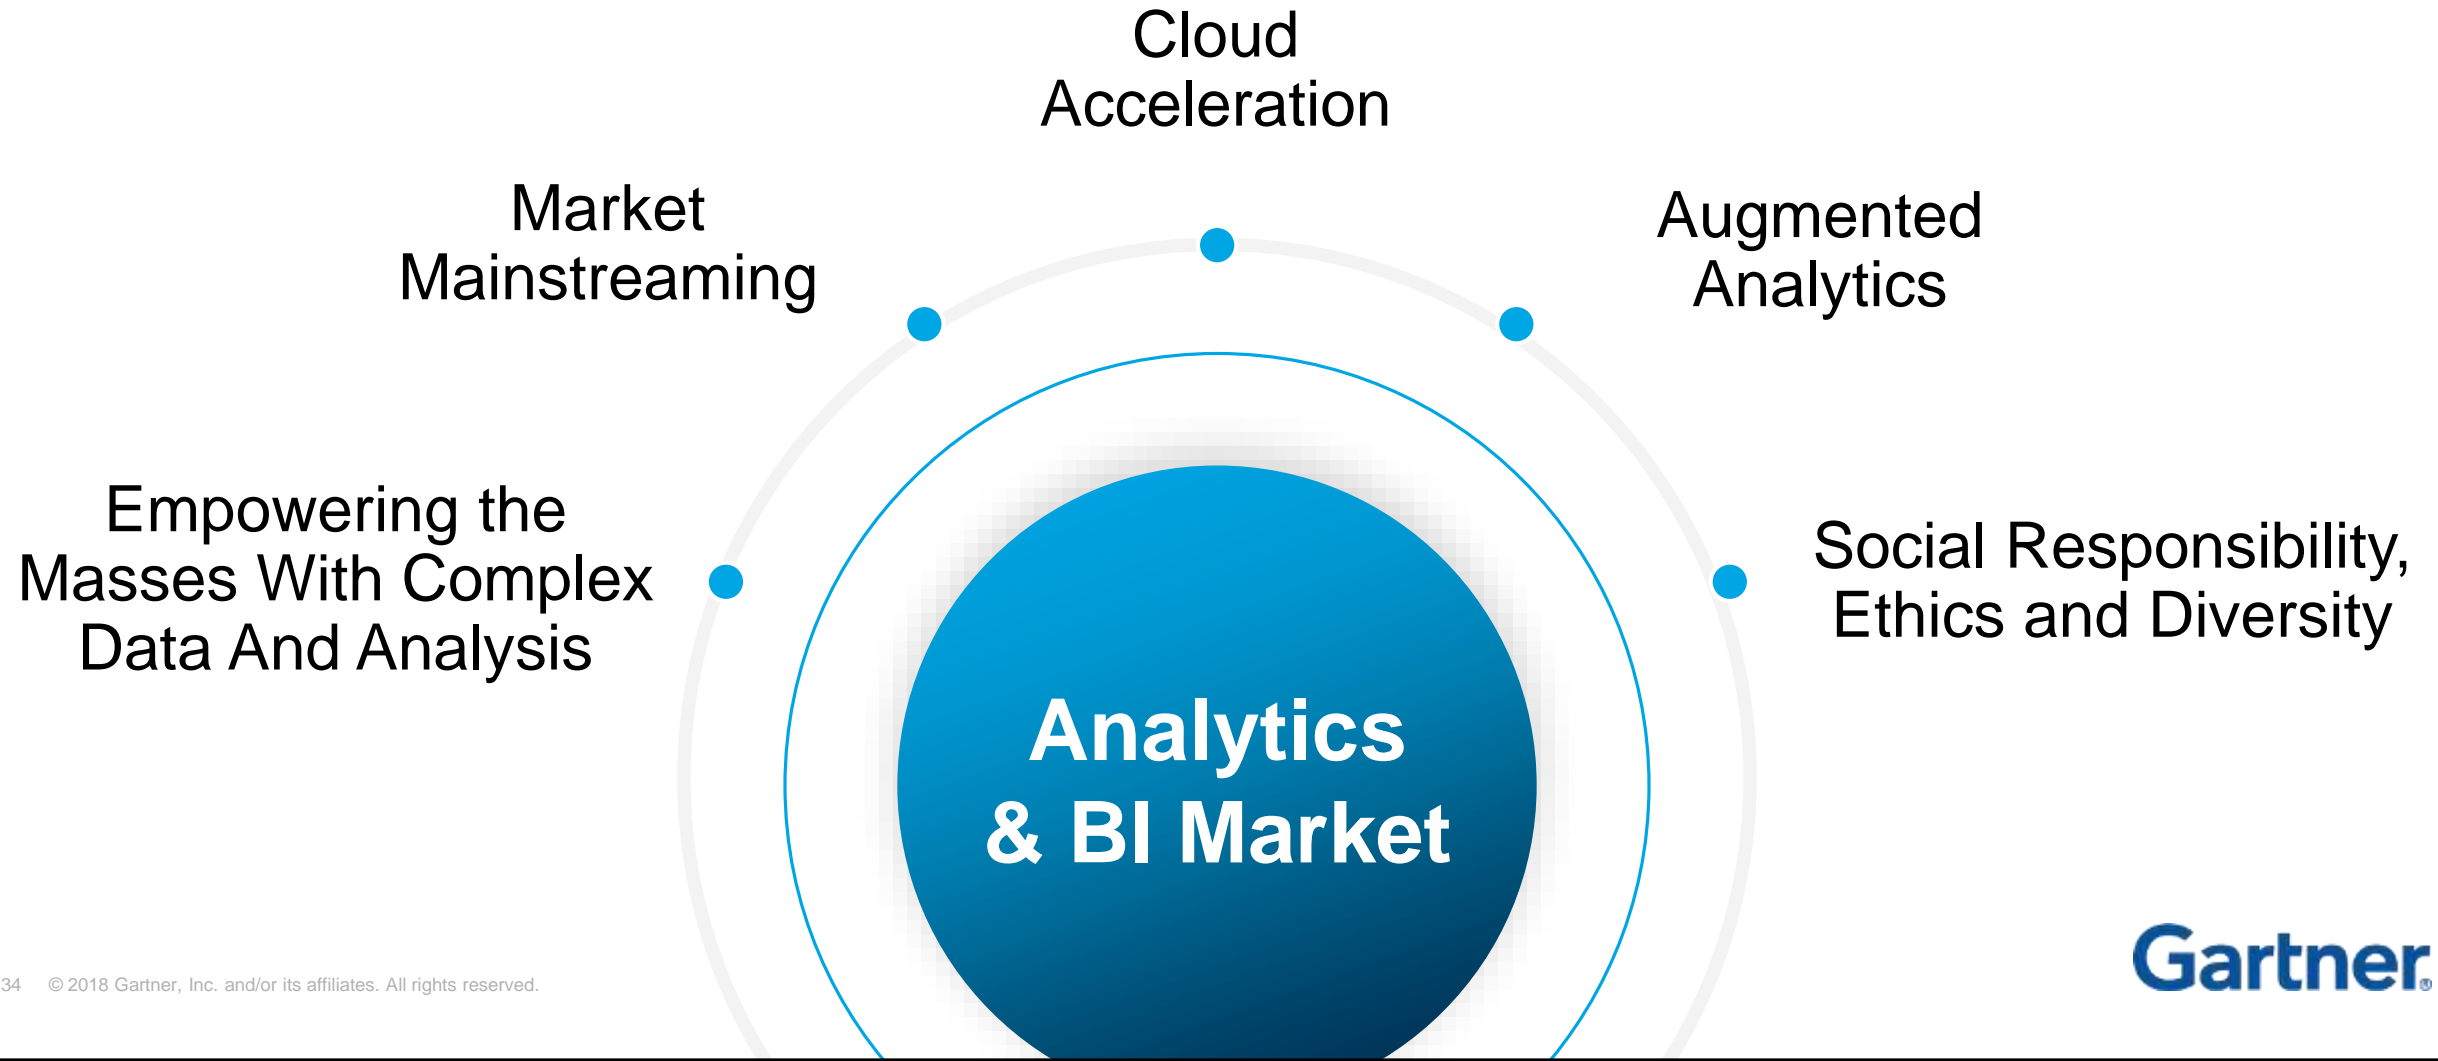 Cloud
Acceleration
Market
Mainstreaming
Augmented
Analytics
Empowering the
Masses With Complex
Data And Analysis
Social Responsibility,
Ethics and Diversity
Analytics
& BI Market
34 © 2018 Gartner, Inc. and/or its affiliates. All rights reserved.
Gartner®